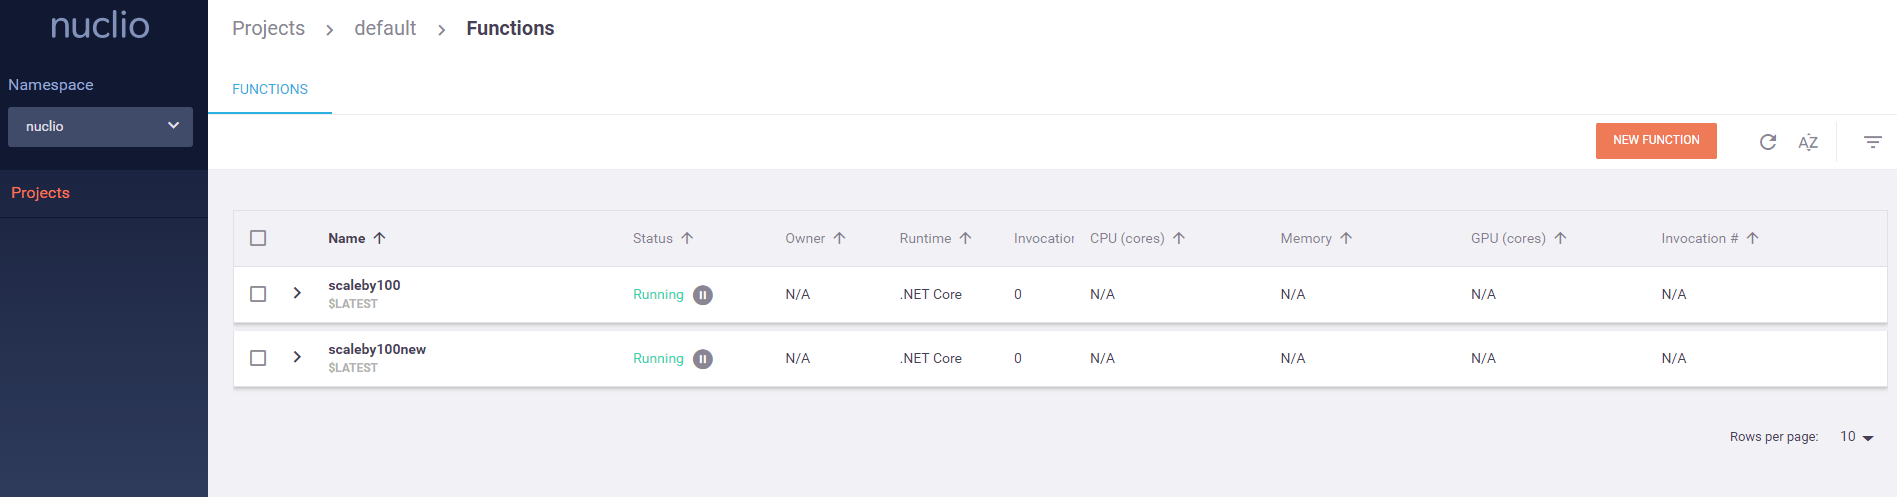 nuclio
Namespace
nuclio
Projects
Projects > default > Functions
FUNCTIONS
NEW FUNCTION
AZ
Name Status Owner Runtime Invocation CPU (cores) Memory GPU (cores) Invocation #
scaleby100 Running N/A .NET Core 0 N/A N/A N/A N/A
$LATEST
scaleby100new Running N/A .NET Core 0 N/A N/A N/A N/A
$LATEST
Rows per page: 10